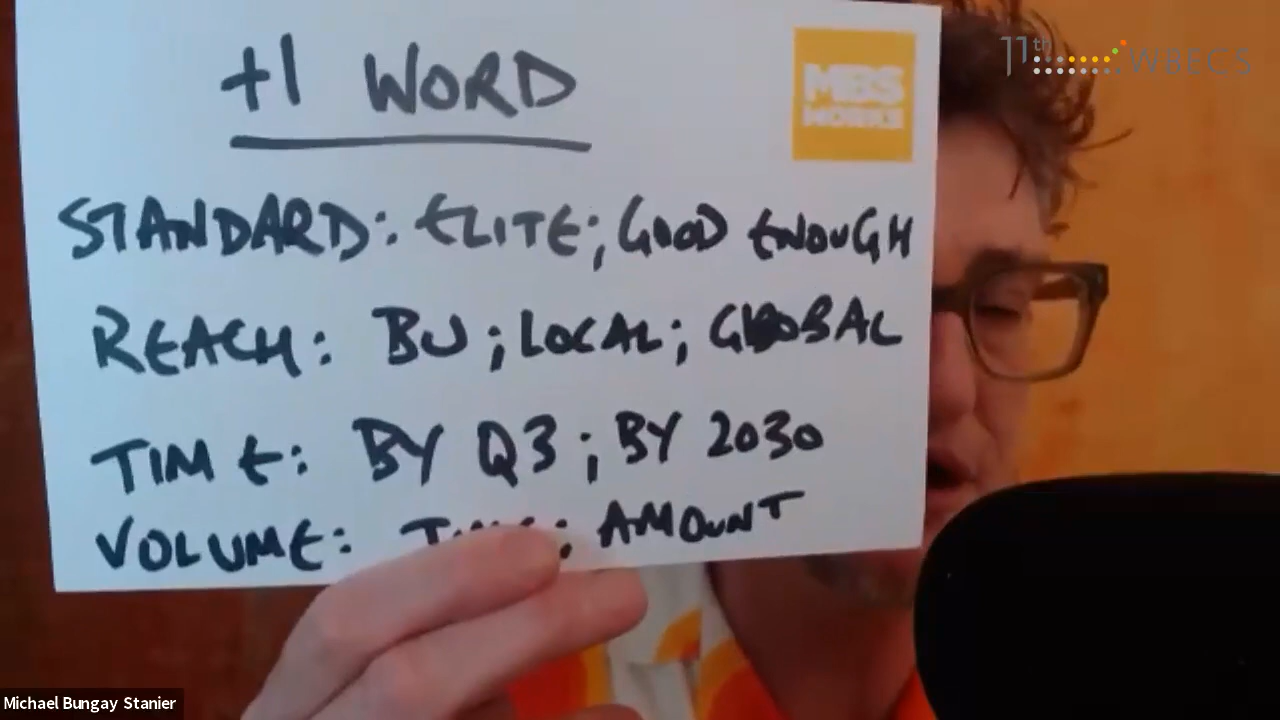 +1 WORD
MBS
WORKS
11th WBECS
STANDARD: ELITE; GOOD ENOUGH
REACH: BU; LOCAL; GLOBAL
TIME: BY Q3; BY 2030
VOLUME: ; AMOUNT
Michael Bungay Stanier